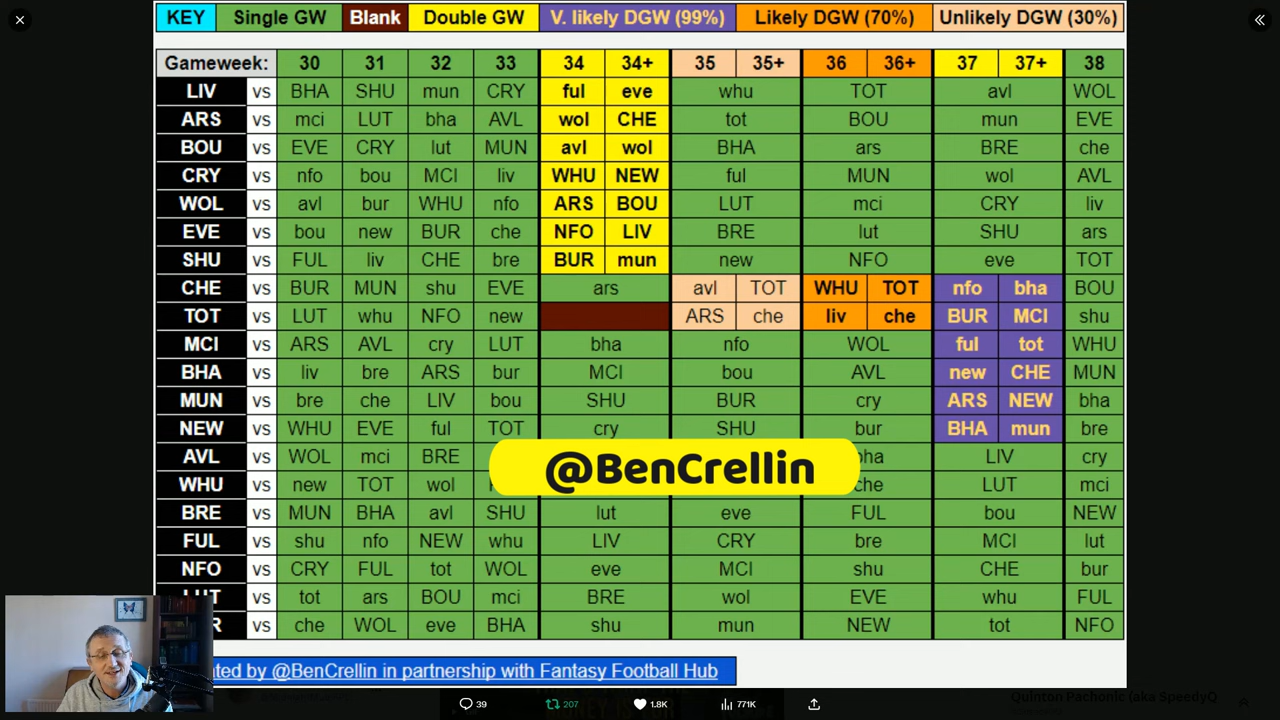 KEY Single GW Blank Double GW V. likely DGW (99%) Likely DGW (70%) Unlikely DGW (30%)
Gameweek: 30 31 32 33 34 34+ 35 35+ 36 36+ 37 37+ 38
LIV vs BHA SHU mun CRY ful eve whu TOT avl WOL
ARS vs mci LUT bha AVL wol CHE tot BOU mun EVE
BOU vs EVE CRY lut MUN avl wol BHA ars BRE che
CRY vs nfo bou MCI liv WHU NEW ful MUN wol AVL
WOL vs avl bur WHU nfo ARS BOU LUT mci CRY liv
EVE vs bou new BUR che NFO LIV BRE lut SHU ars
SHU vs FUL liv CHE bre BUR mun new NFO eve TOT
CHE vs BUR MUN shu EVE ars avl TOT WHU TOT nfo bha BOU
TOT vs LUT whu NFO new ARS che liv che BUR MCI shu
MCI vs ARS AVL cry LUT bha nfo WOL ful tot WHU
BHA vs liv bre ARS bur MCI bou AVL new CHE MUN
MUN vs bre che LIV bou SHU BUR cry ARS NEW bha
NEW vs WHU EVE ful TOT cry SHU bur BHA mun bre
AVL vs WOL mci BRE LIV cry
WHU vs new TOT wol LUT mci
@BenCrellin
BRE vs MUN BHA avl SHU lut eve FUL bou NEW
FUL vs shu nfo NEW whu LIV CRY bre MCI lut
NFO vs CRY FUL tot WOL eve MCI shu CHE bur
LUT vs tot ars BOU mci BRE wol EVE whu FUL
vs che WOL eve BHA shu mun NEW tot NFO
by @BenCrellin in partnership with Fantasy Football Hub
39 207 1.8K 771K
Quinton Pachonic (aka SpeedyQ